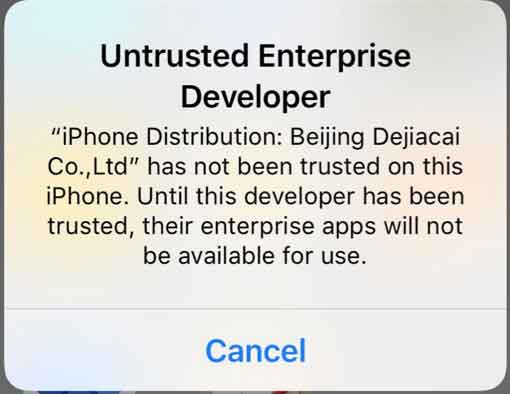 Untrusted Enterprise
Developer
“iPhone Distribution: Beijing Dejiacai
Co.,Ltd” has not been trusted on this
iPhone. Until this developer has been
trusted, their enterprise apps will not
be available for use.
Cancel